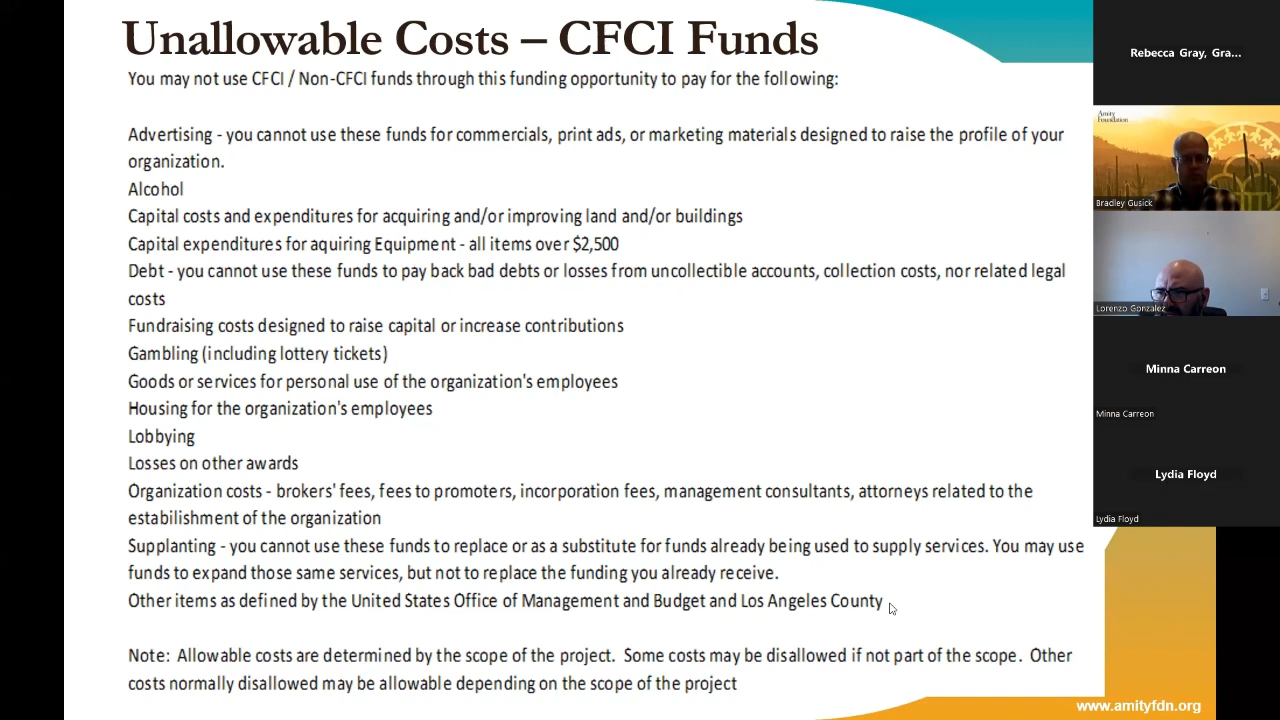 Unallowable Costs – CFCI Funds
You may not use CFCI / Non-CFCI funds through this funding opportunity to pay for the following:
Advertising - you cannot use these funds for commercials, print ads, or marketing materials designed to raise the profile of your
organization.
Alcohol
Capital costs and expenditures for acquiring and/or improving land and/or buildings
Capital expenditures for aquiring Equipment - all items over $2,500
Debt - you cannot use these funds to pay back bad debts or losses from uncollectible accounts, collection costs, nor related legal
costs
Fundraising costs designed to raise capital or increase contributions
Gambling (including lottery tickets)
Goods or services for personal use of the organization's employees
Housing for the organization's employees
Lobbying
Losses on other awards
Organization costs - brokers' fees, fees to promoters, incorporation fees, management consultants, attorneys related to the
estabilishment of the organization
Supplanting - you cannot use these funds to replace or as a substitute for funds already being used to supply services. You may use
funds to expand those same services, but not to replace the funding you already receive.
Other items as defined by the United States Office of Management and Budget and Los Angeles County
Note:  Allowable costs are determined by the scope of the project.  Some costs may be disallowed if not part of the scope.  Other
costs normally disallowed may be allowable depending on the scope of the project
www.amityfdn.org
Rebecca Gray, Gra...
Amity
Foundation
Bradley Gusick
Lorenzo Gonzalez
Minna Carreon
Minna Carreon
Lydia Floyd
Lydia Floyd